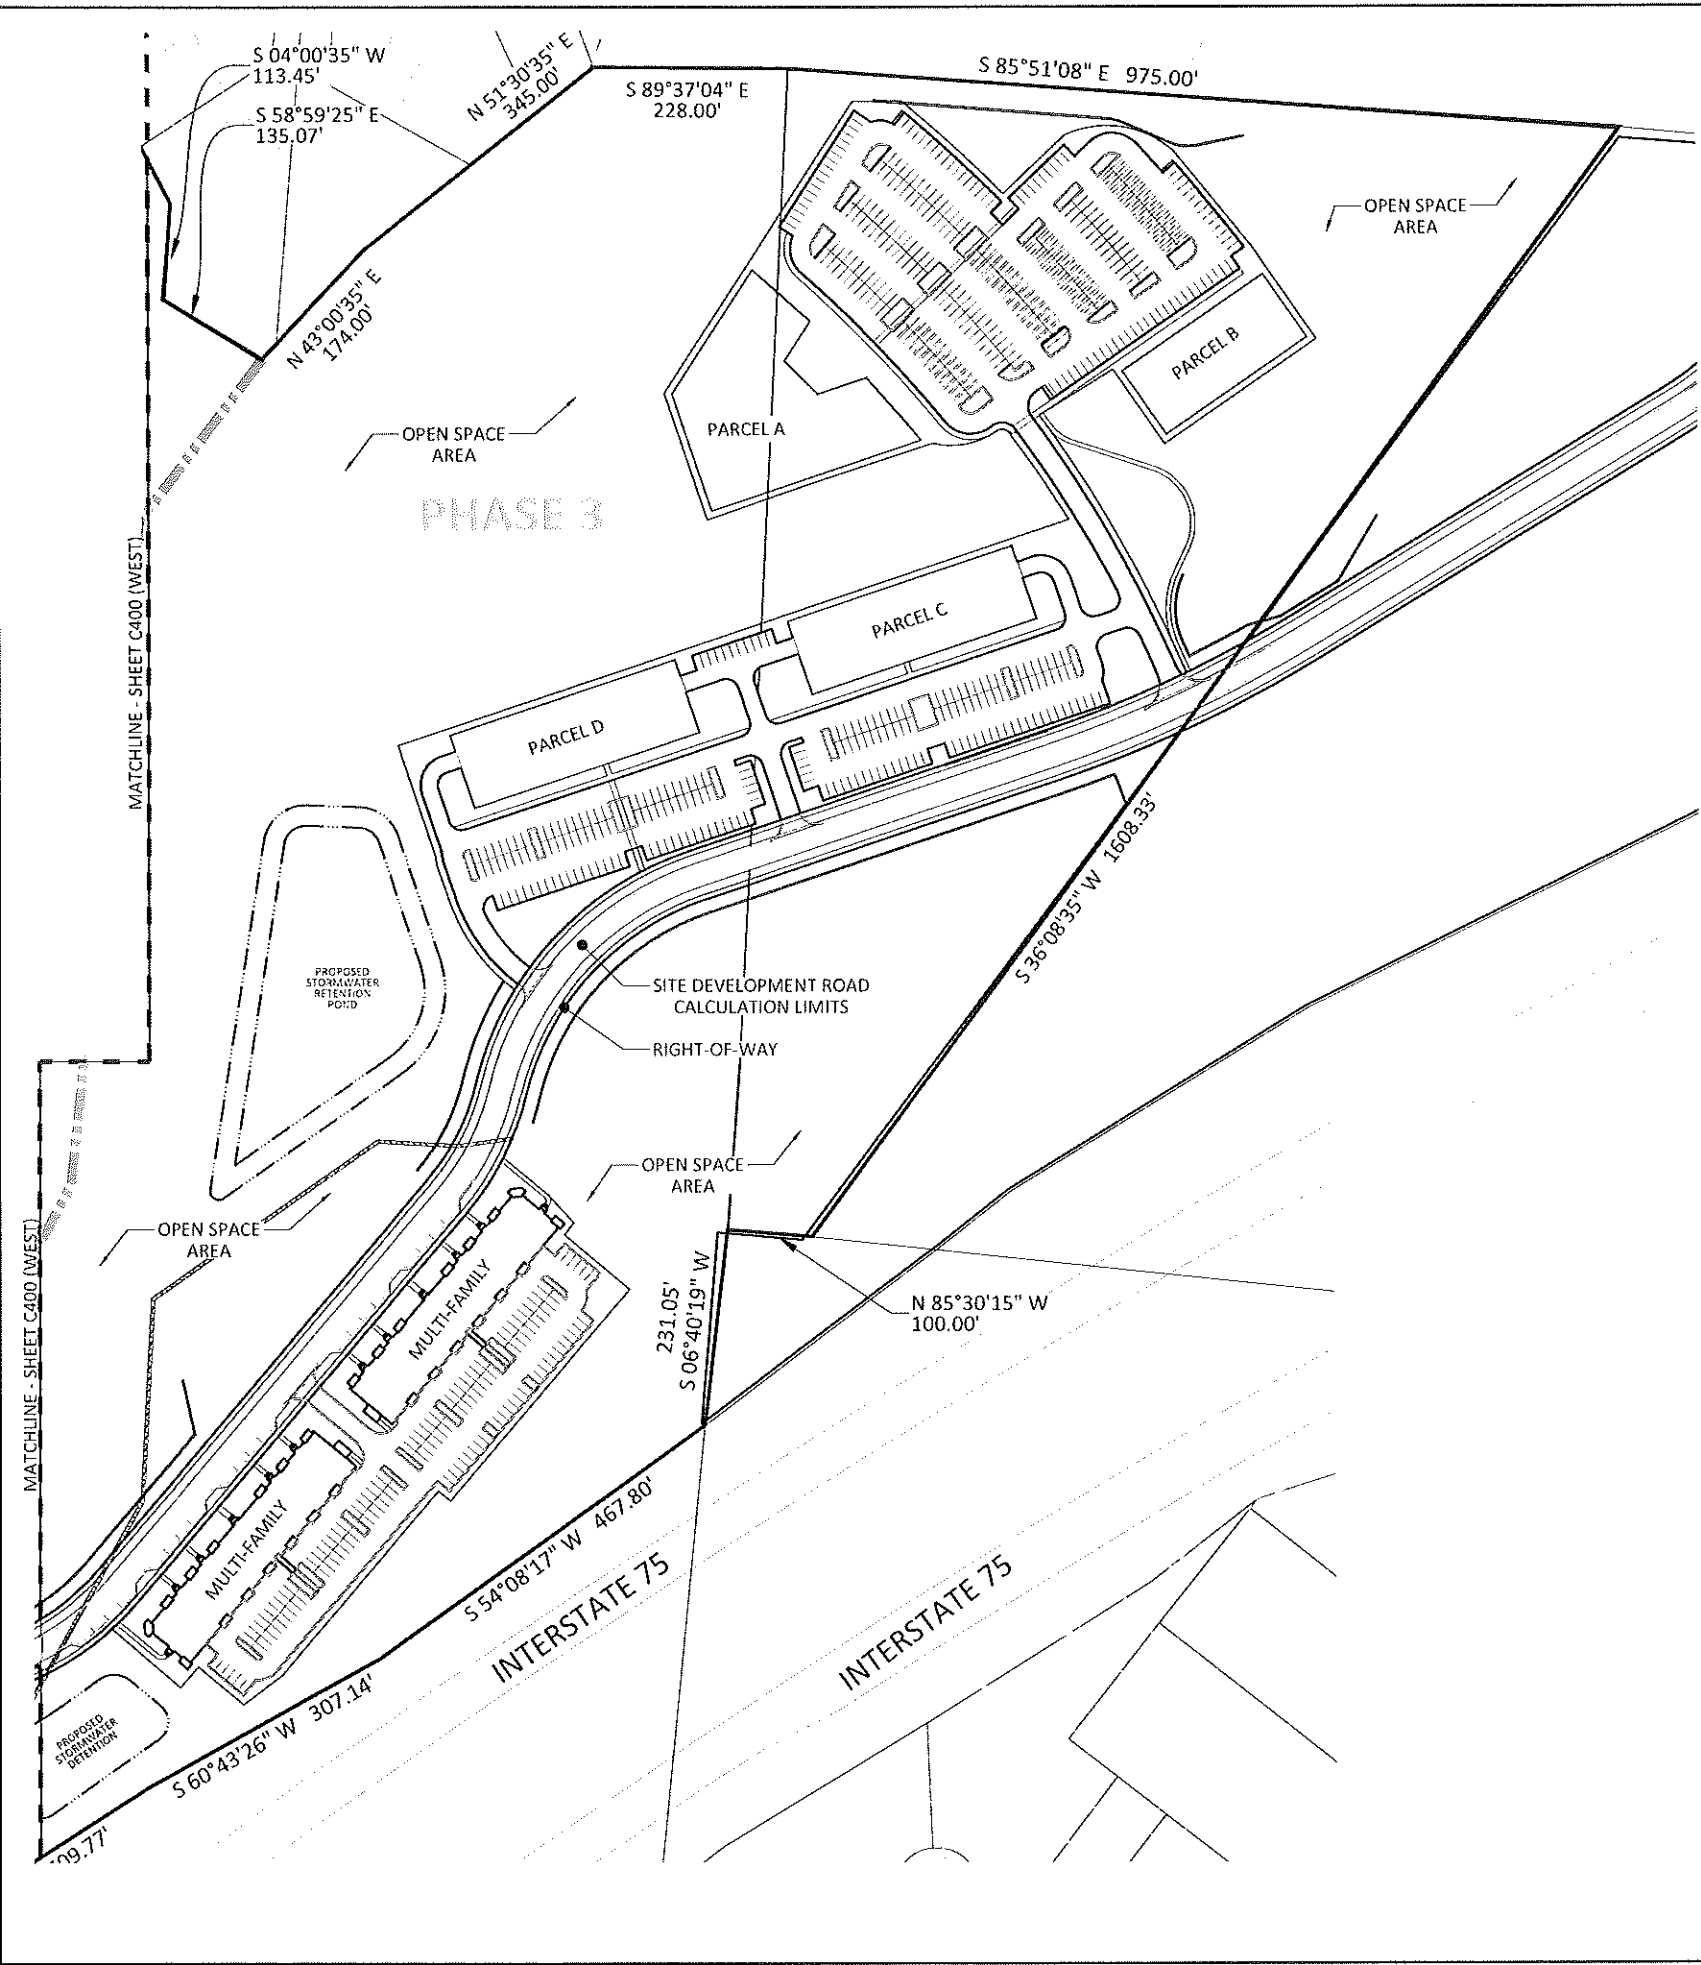 S 04°00'35" W
113.45'
S 58°59'25" E
135.07'
N 51°30'35" E
345.00'
S 89°37'04" E
228.00'
S 85°51'08" E 975.00'
OPEN SPACE
AREA
N 43°00'35" E
174.00'
PARCEL B
OPEN SPACE
AREA
PARCEL A
PHASE 3
MATCHLINE - SHEET C400 (WEST)
PARCEL C
PARCEL D
S 36°08'35" W 1608.33'
PROPOSED
STORMWATER
RETENTION
POND
SITE DEVELOPMENT ROAD
CALCULATION LIMITS
RIGHT-OF-WAY
OPEN SPACE
AREA
OPEN SPACE
AREA
MATCHLINE - SHEET C400 (WEST)
MULTI-FAMILY
231.05'
S 06°40'19" W
N 85°30'15" W
100.00'
MULTI-FAMILY
S 54°08'17" W 467.80'
INTERSTATE 75
INTERSTATE 75
PROPOSED
STORMWATER
DETENTION
S 60°43'26" W 307.14'
09.77'